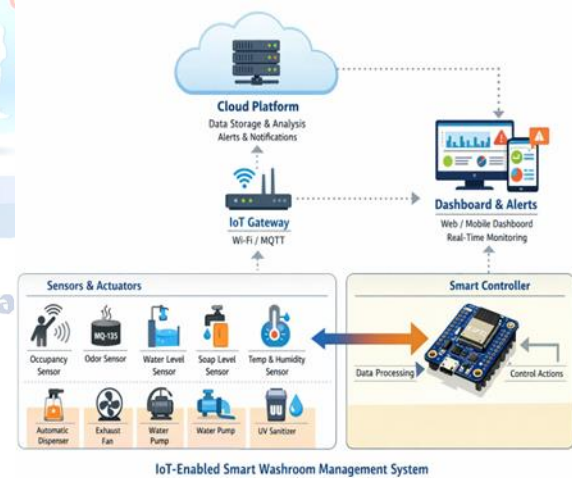 Cloud Platform
Data Storage & Analysis
Alerts & Notifications
IoT Gateway
Wi-Fi / MQTT
Dashboard & Alerts
Web / Mobile Dashboord
Real-Time Monitoring
Sensors & Actuators
MQ-135
Occupancy
Sensor
Odor Sensor
Water Level
Sensor
Soap Level
Sensor
Temp & Humidity
Sensor
Automatic
Dispenser
Exhaust
Fan
Water
Pump
Water Pump
UV Sanitizer
Smart Controller
Data Processing
Control Actions
IoT-Enabled Smart Washroom Management System